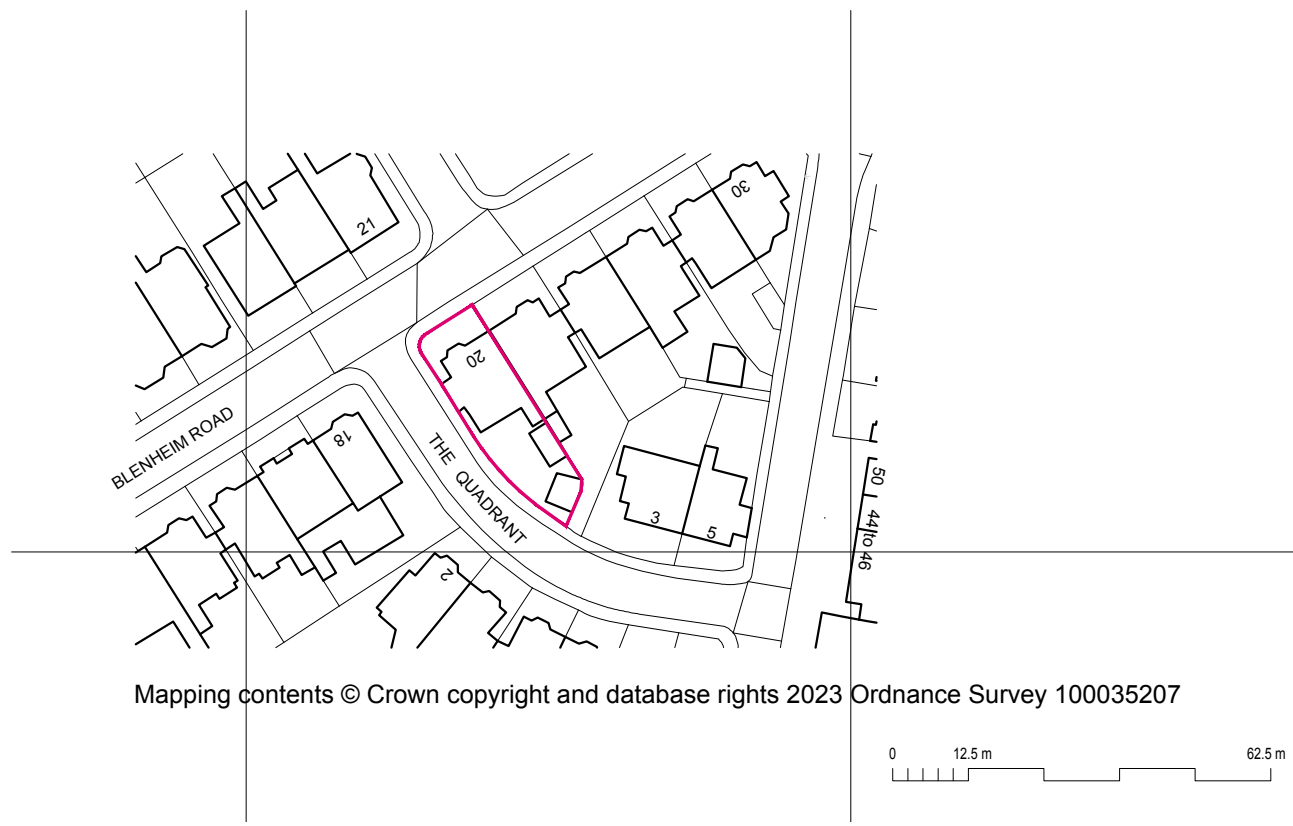 30
21
20
BLENHEIM ROAD
18
THE QUADRANT
50
44 to 46
3
5
2
Mapping contents © Crown copyright and database rights 2023 Ordnance Survey 100035207
0 12.5 m 62.5 m